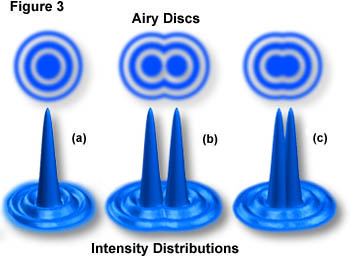 Figure 3
Airy Discs
(a)
(b)
(c)
Intensity Distributions